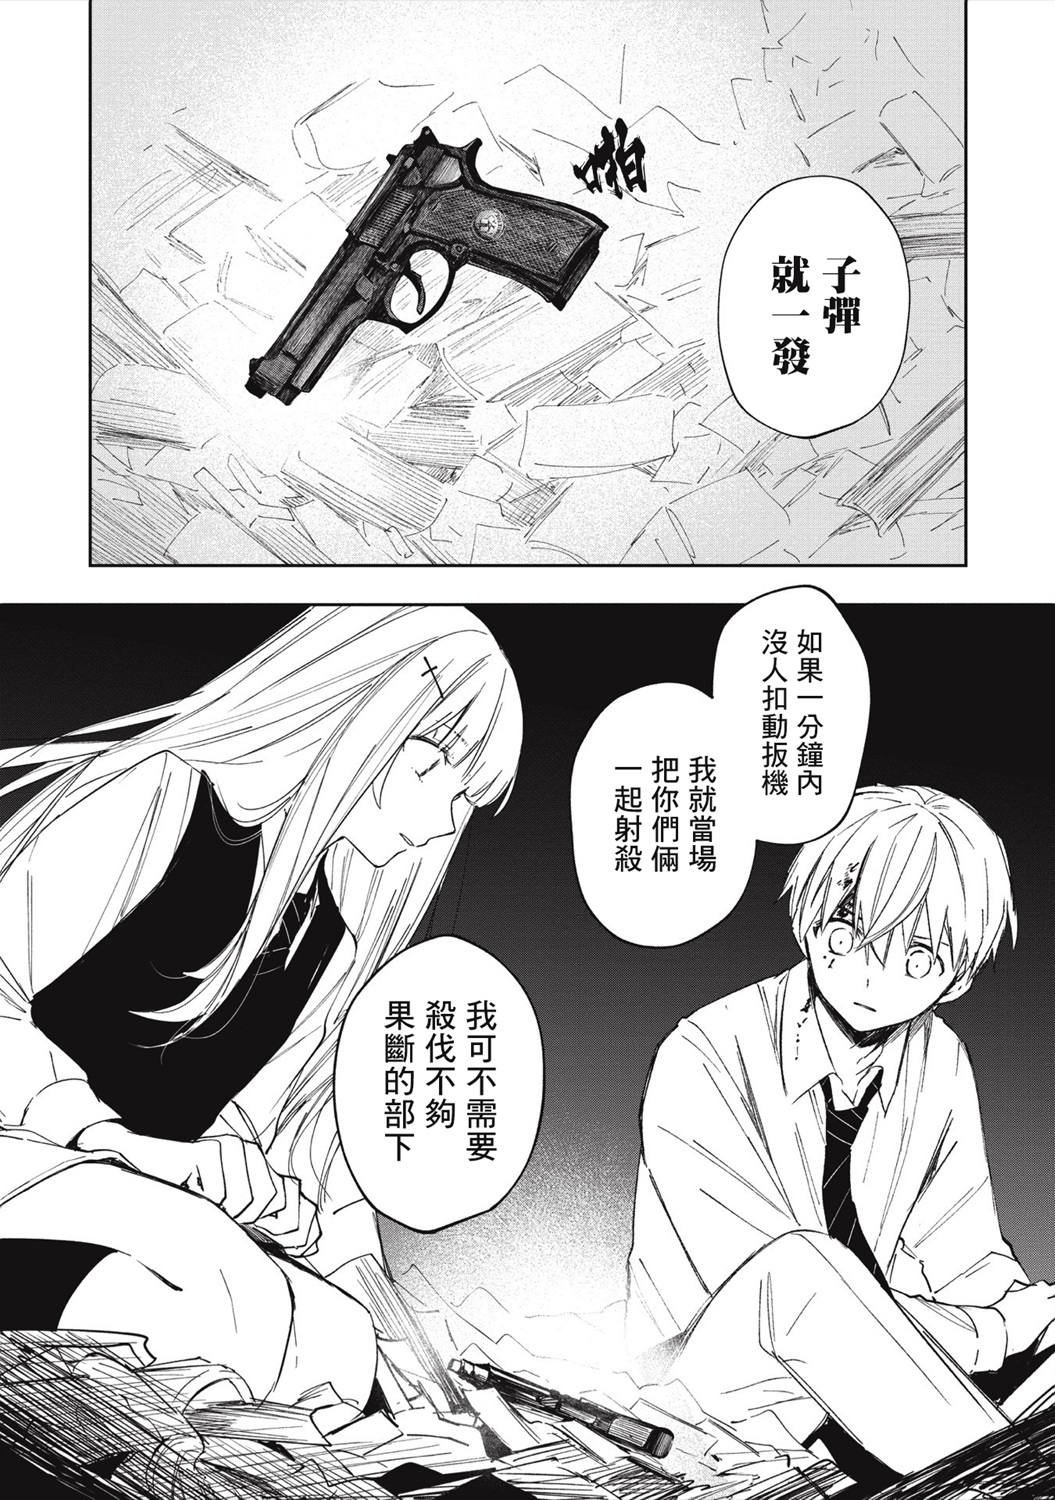 啪
子彈
就一發
如果一分鐘內
沒人扣動扳機
我就當場
把你們倆
一起射殺
我可不需要
殺伐不夠
果斷的部下